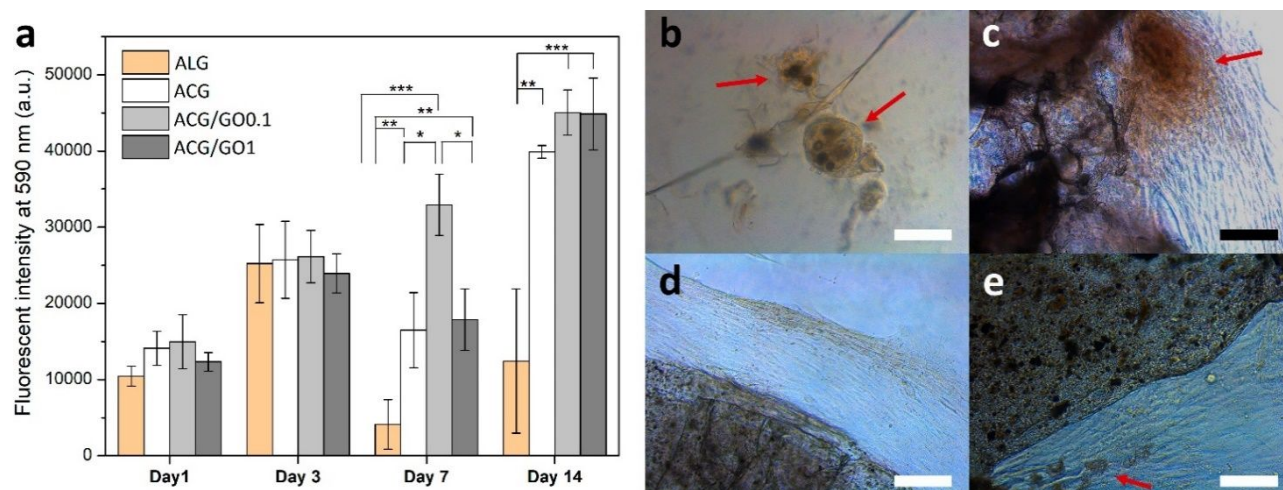 a
Fluorescent intensity at 590 nm (a.u.)
50000
40000
30000
20000
10000
0
ALG
ACG
ACG/GO0.1
ACG/GO1
***
**
**
*
*
***
**
Day1
Day 3
Day 7
Day 14
b
c
d
e